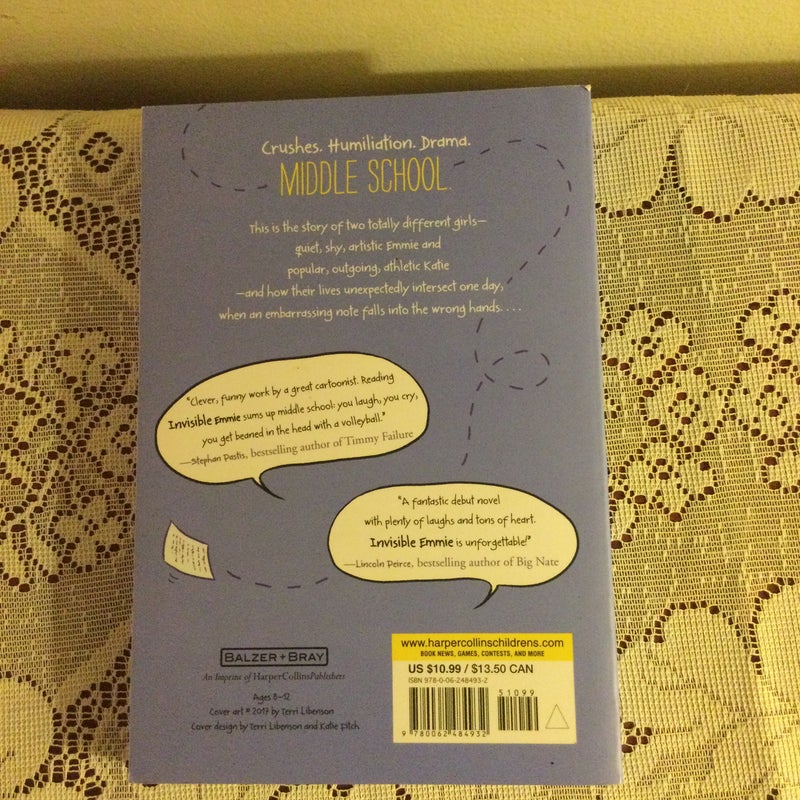 Crushes. Humiliation. Drama.
MIDDLE SCHOOL.
This is the story of two totally different girls—
quiet, shy, artistic Emmie and
popular, outgoing, athletic Katie
—and how their lives unexpectedly intersect one day,
when an embarrassing note falls into the wrong hands. . . .
"Clever, funny work by a great cartoonist. Reading
Invisible Emmie sums up middle school: you laugh, you cry,
you get beaned in the head with a volleyball."
—Stephan Pastis, bestselling author of Timmy Failure
"A fantastic debut novel
with plenty of laughs and tons of heart.
Invisible Emmie is unforgettable!"
—Lincoln Peirce, bestselling author of Big Nate
BALZER + BRAY
An Imprint of HarperCollinsPublishers
Ages 8–12
Cover art © 2017 by Terri Libenson
Cover design by Terri Libenson and Katie Fitch
www.harpercollinschildrens.com
BOOK NEWS, GAMES, CONTESTS, AND MORE
US $10.99 / $13.50 CAN
ISBN 978-0-06-248493-2
51099
9 780062 484932